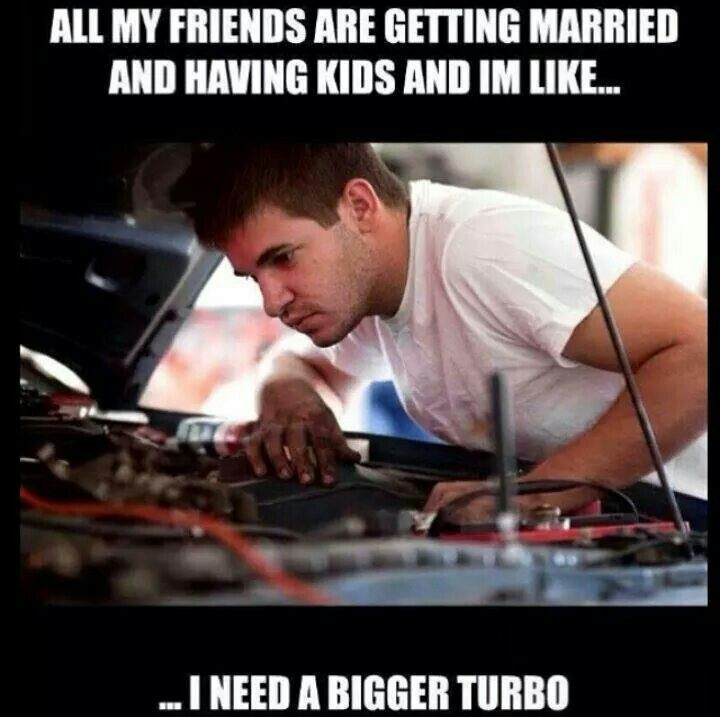 ALL MY FRIENDS ARE GETTING MARRIED
AND HAVING KIDS AND IM LIKE...
... I NEED A BIGGER TURBO